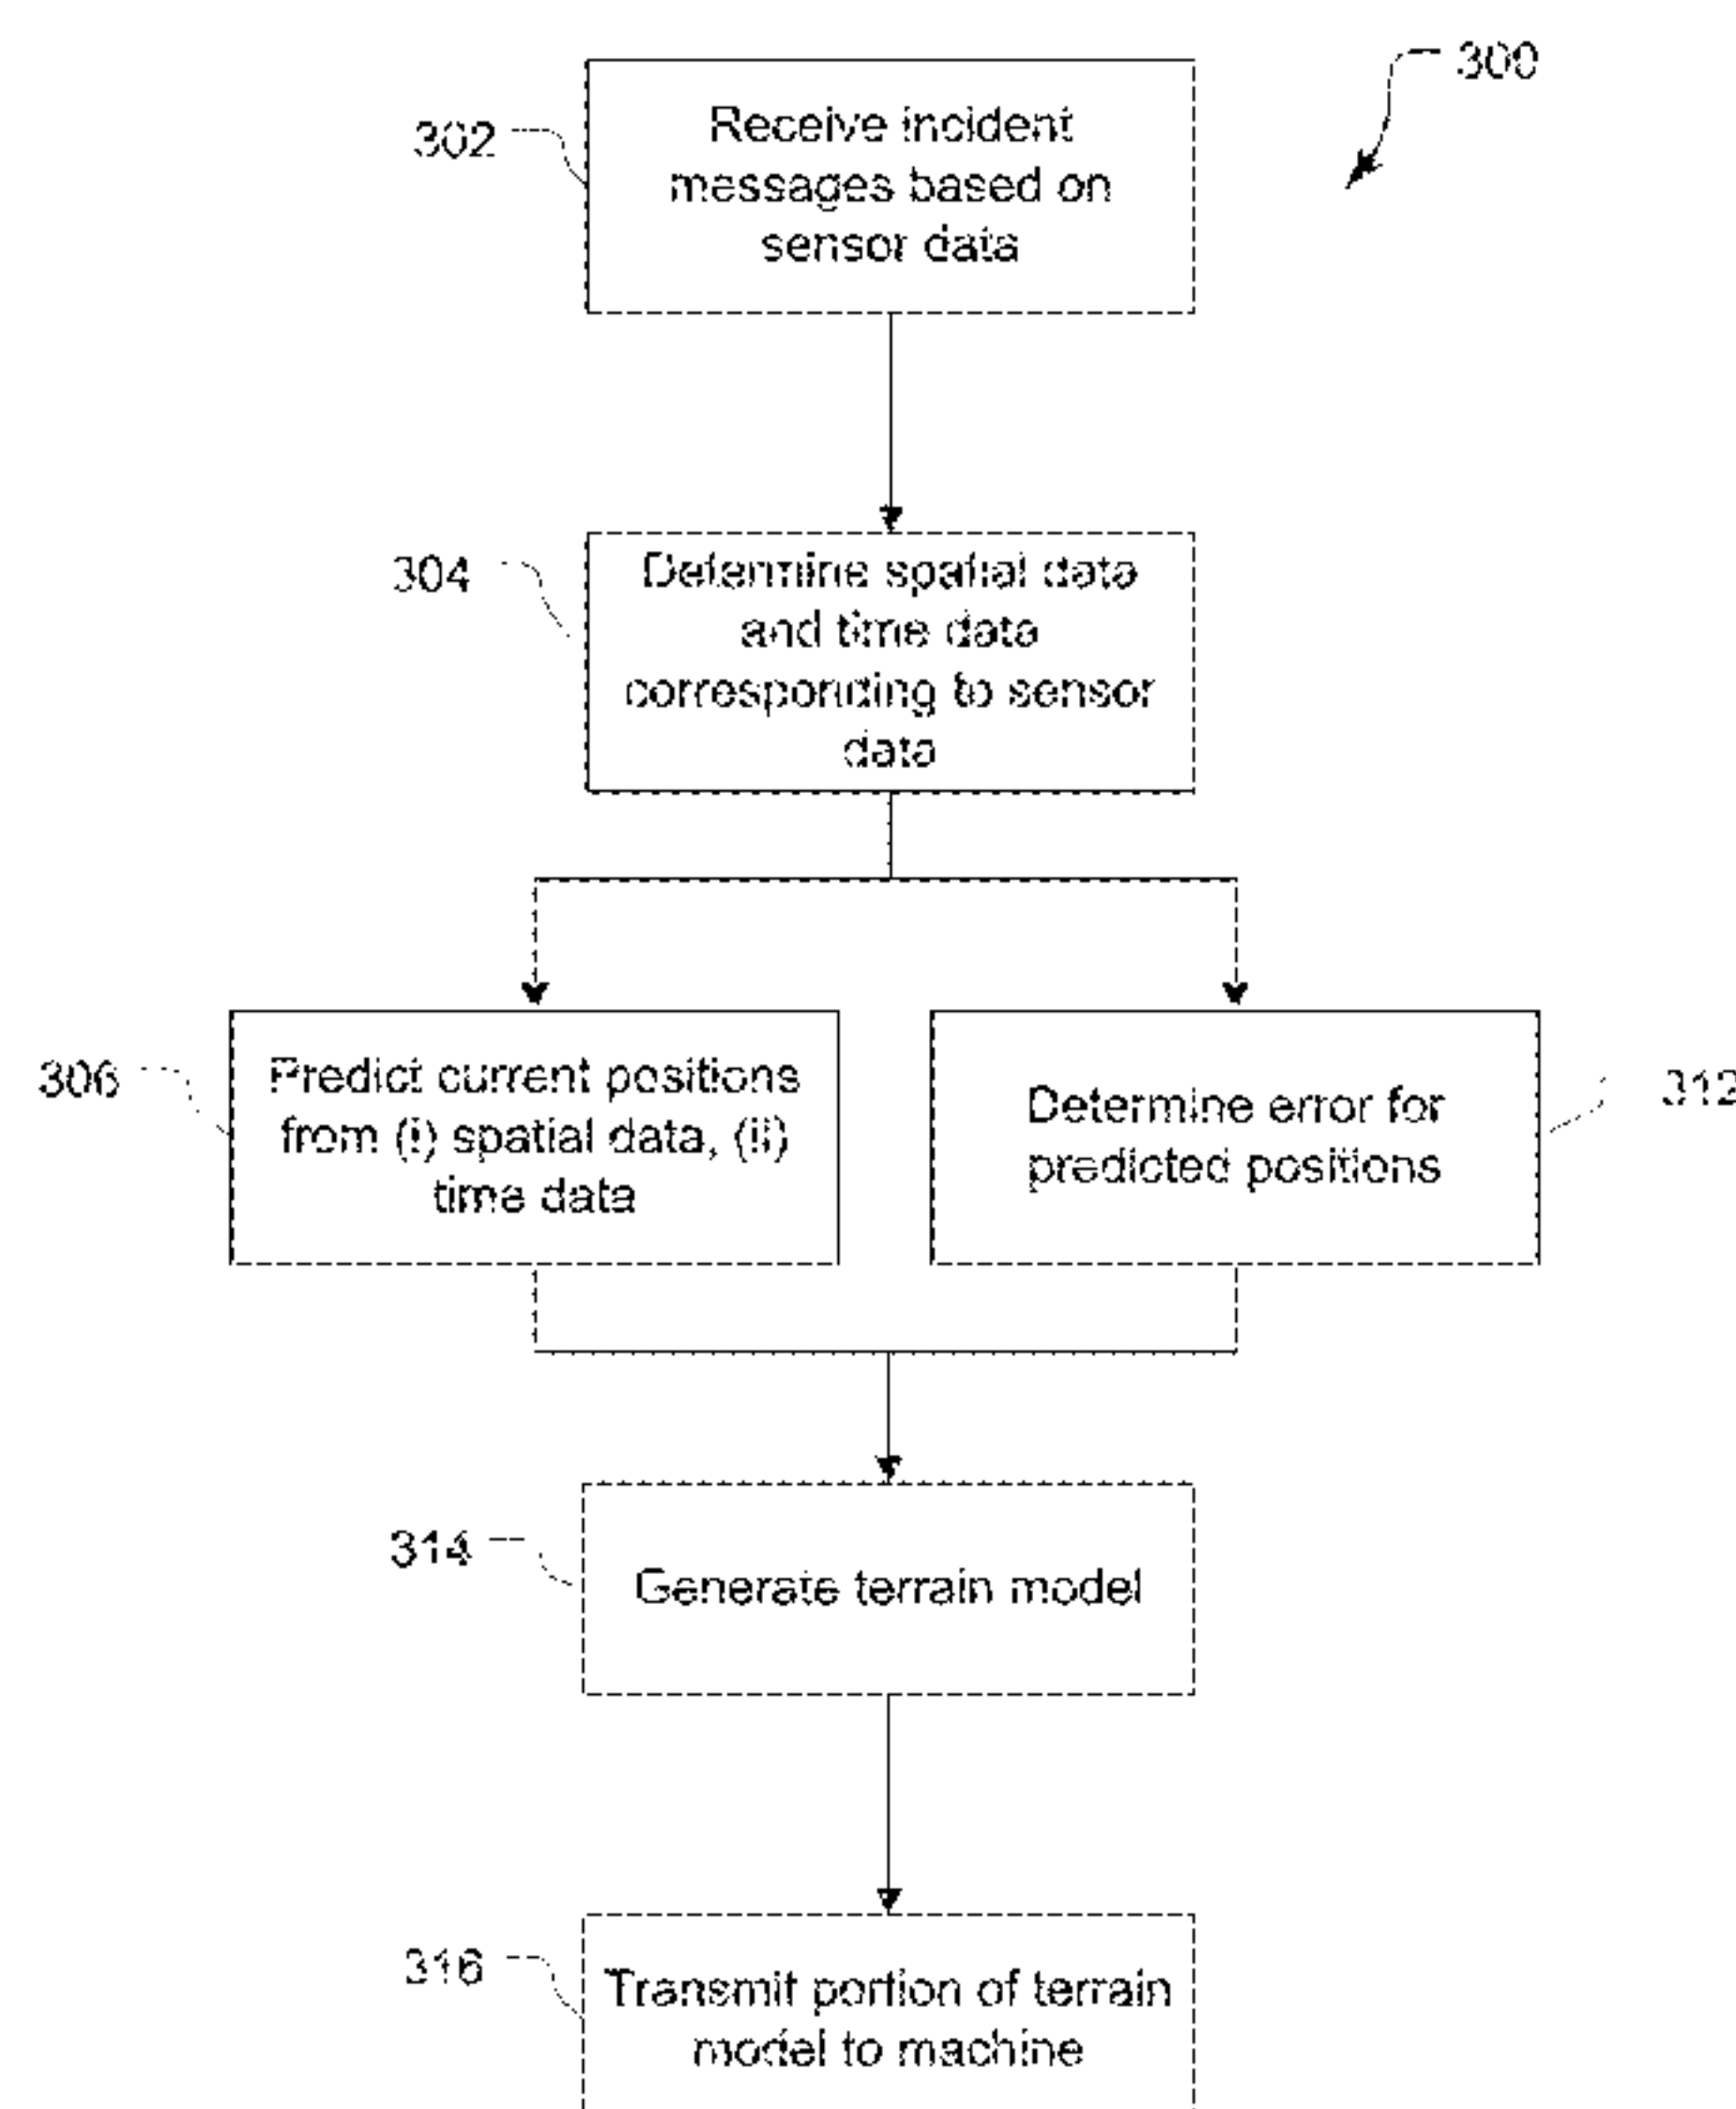 300
302
Receive incident
messages based on
sensor data
304
Determine spatial data
and time data
corresponding to sensor
data
306
Predict current positions
from (i) spatial data, (ii)
time data
Determine error for
predicted positions
312
314
Generate terrain model
316
Transmit portion of terrain
model to machine